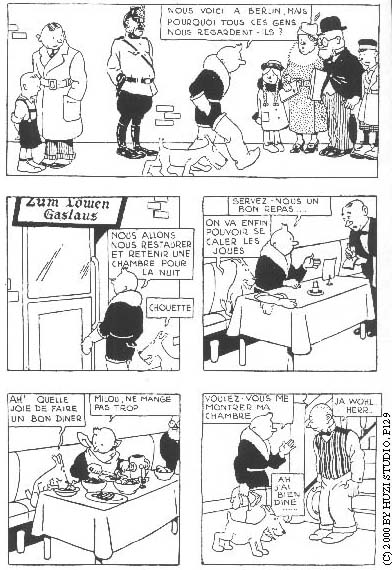 NOUS VOICI A BERLIN, MAIS
POURQUOI TOUS CES GENS
NOUS REGARDENT-ILS?
Zum Löwen
Gastaus
NOUS ALLONS
NOUS RESTAURER
ET RETENIR UNE
CHAMBRE POUR
LA NUIT
CHOUETTE
SERVEZ-NOUS UN
BON REPAS...
ON VA ENFIN
POUVOIR SE
CALER LES
JOUES
AH! QUELLE
JOIE DE FAIRE
UN BON DINER
MILOU, NE MANGE
PAS TROP
VOULEZ-VOUS ME
MONTRER MA
CHAMBRE
JA WOHL
HERR..
AH
J'AI
BIEN
DINE
......
(C) 2000 BY HUZI STUDIO. P129